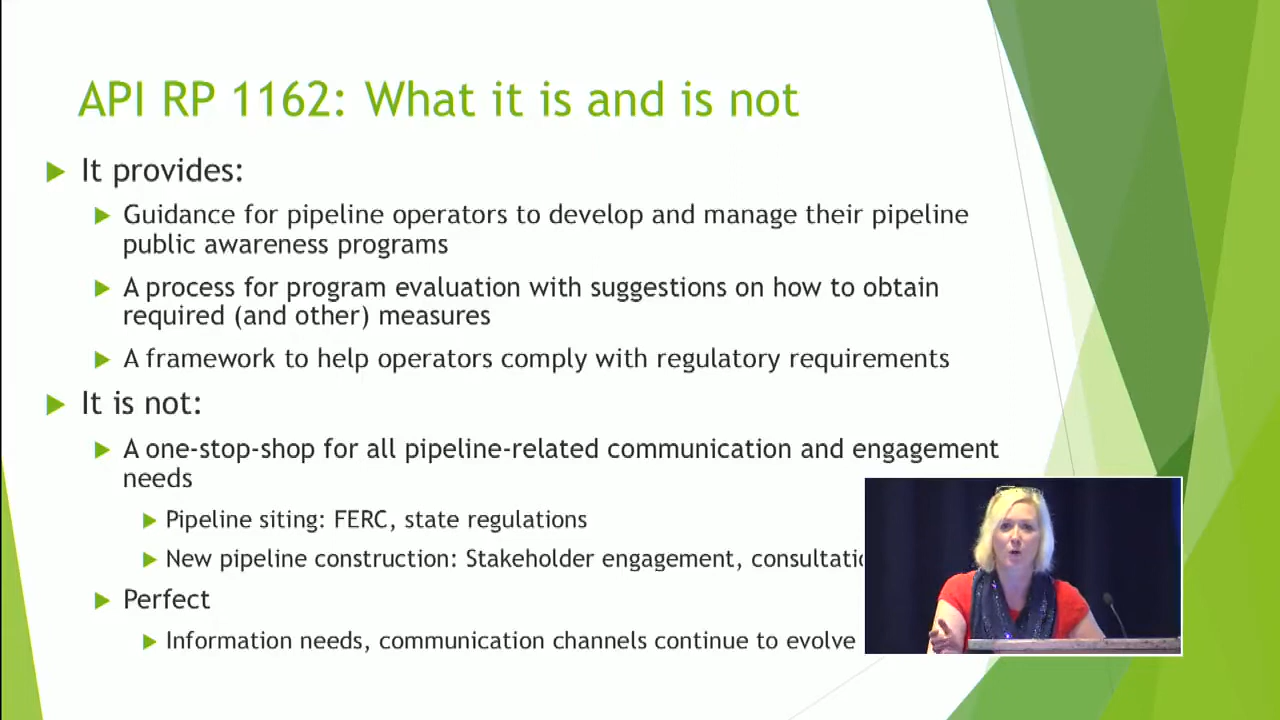 API RP 1162: What it is and is not
It provides:
Guidance for pipeline operators to develop and manage their pipeline
public awareness programs
A process for program evaluation with suggestions on how to obtain
required (and other) measures
A framework to help operators comply with regulatory requirements
It is not:
A one-stop-shop for all pipeline-related communication and engagement
needs
Pipeline siting: FERC, state regulations
New pipeline construction: Stakeholder engagement,
Perfect
Information needs, communication channels continue to evolve